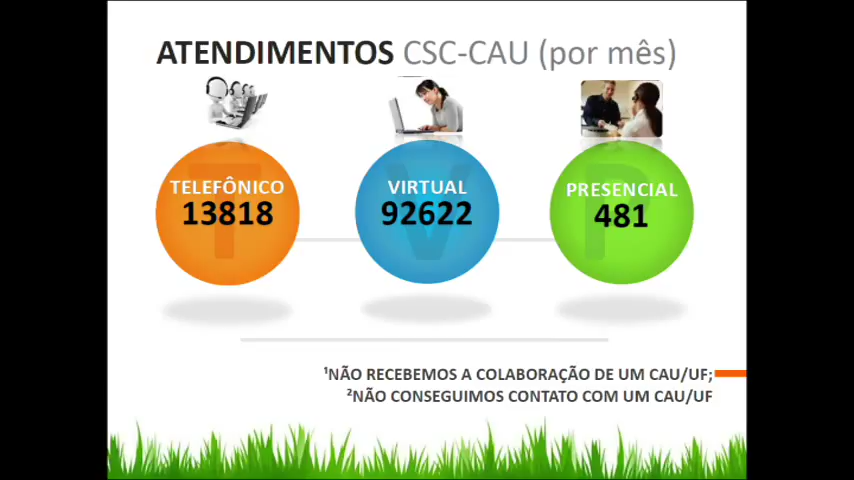 ATENDIMENTOS CSC-CAU (por mês)
T
TELEFÔNICO
13818
V
VIRTUAL
92622
P
PRESENCIAL
481
¹NÃO RECEBEMOS A COLABORAÇÃO DE UM CAU/UF;
²NÃO CONSEGUIMOS CONTATO COM UM CAU/UF